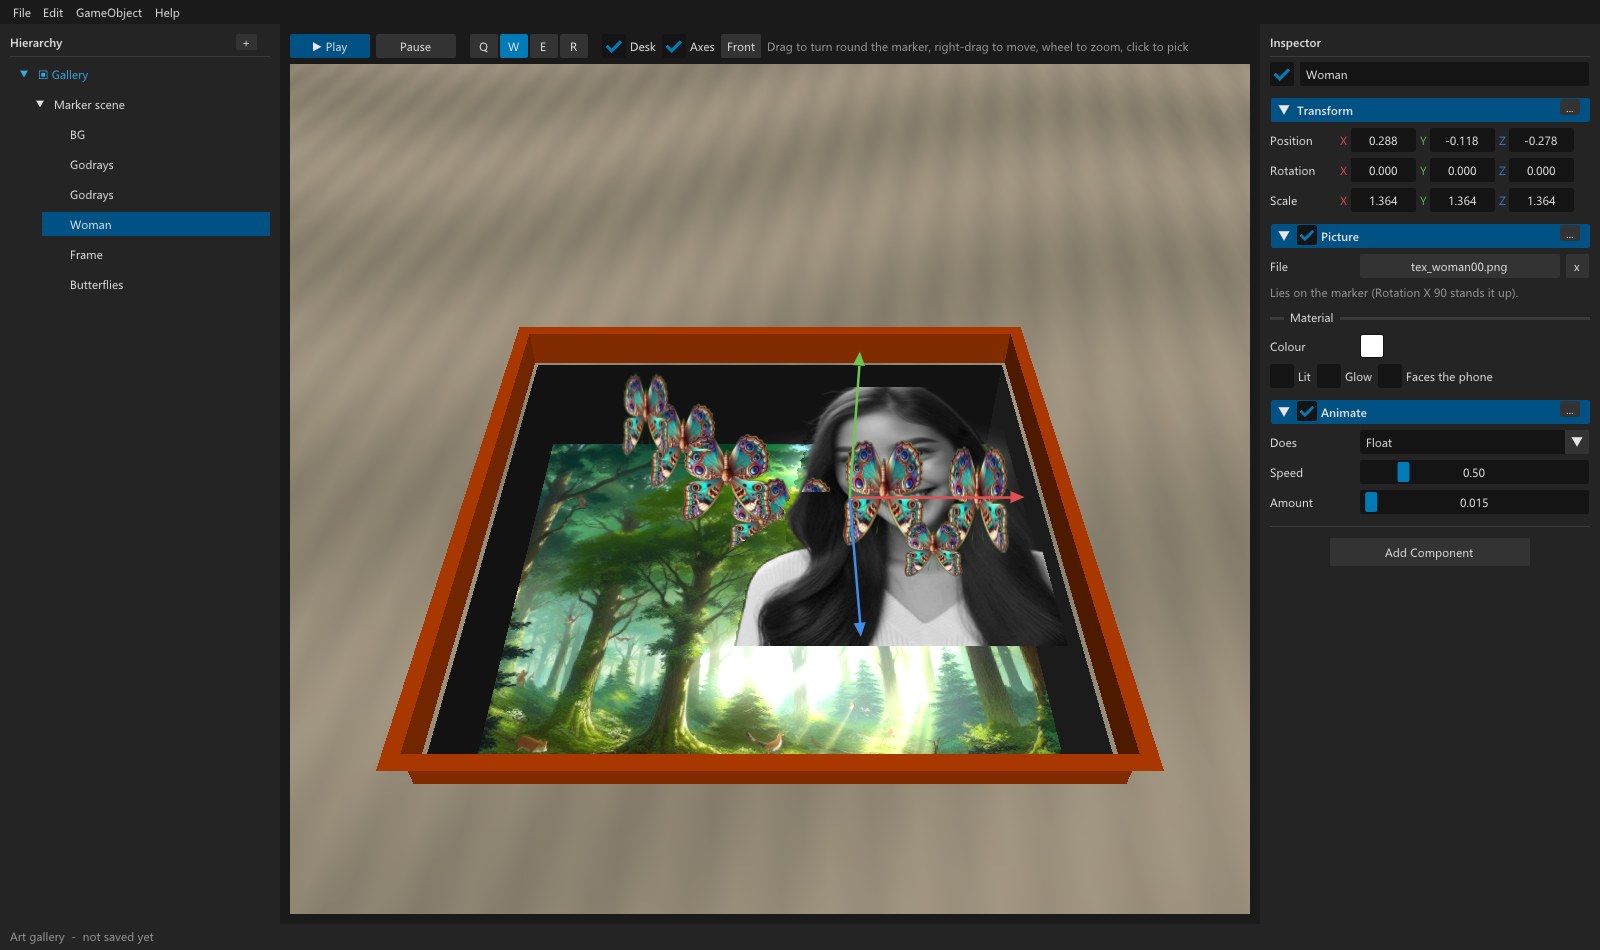 File Edit GameObject Help
Hierarchy +
Gallery
Marker scene
BG
Godrays
Godrays
Woman
Frame
Butterflies
Play Pause Q W E R Desk Axes Front Drag to turn round the marker, right-drag to move, wheel to zoom, click to pick
Inspector
Woman
Transform ...
Position X 0.288 Y -0.118 Z -0.278
Rotation X 0.000 Y 0.000 Z 0.000
Scale X 1.364 Y 1.364 Z 1.364
Picture ...
File tex_woman00.png x
Lies on the marker (Rotation X 90 stands it up).
Material
Colour
Lit Glow Faces the phone
Animate ...
Does Float
Speed 0.50
Amount 0.015
Add Component
Art gallery - not saved yet